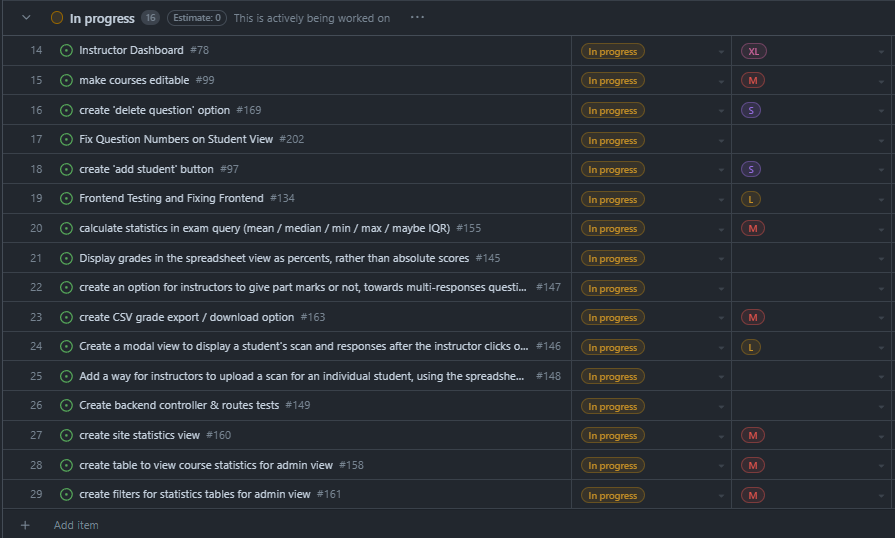 In progress 16 Estimate: 0 This is actively being worked on ...
14 Instructor Dashboard #78 In progress XL
15 make courses editable #99 In progress M
16 create 'delete question' option #169 In progress S
17 Fix Question Numbers on Student View #202 In progress
18 create 'add student' button #97 In progress S
19 Frontend Testing and Fixing Frontend #134 In progress L
20 calculate statistics in exam query (mean / median / min / max / maybe IQR) #155 In progress M
21 Display grades in the spreadsheet view as percents, rather than absolute scores #145 In progress
22 create an option for instructors to give part marks or not, towards multi-responses questi... #147 In progress
23 create CSV grade export / download option #163 In progress M
24 Create a modal view to display a student's scan and responses after the instructor clicks o... #146 In progress L
25 Add a way for instructors to upload a scan for an individual student, using the spreadshe... #148 In progress
26 Create backend controller & routes tests #149 In progress
27 create site statistics view #160 In progress M
28 create table to view course statistics for admin view #158 In progress M
29 create filters for statistics tables for admin view #161 In progress M
+ Add item